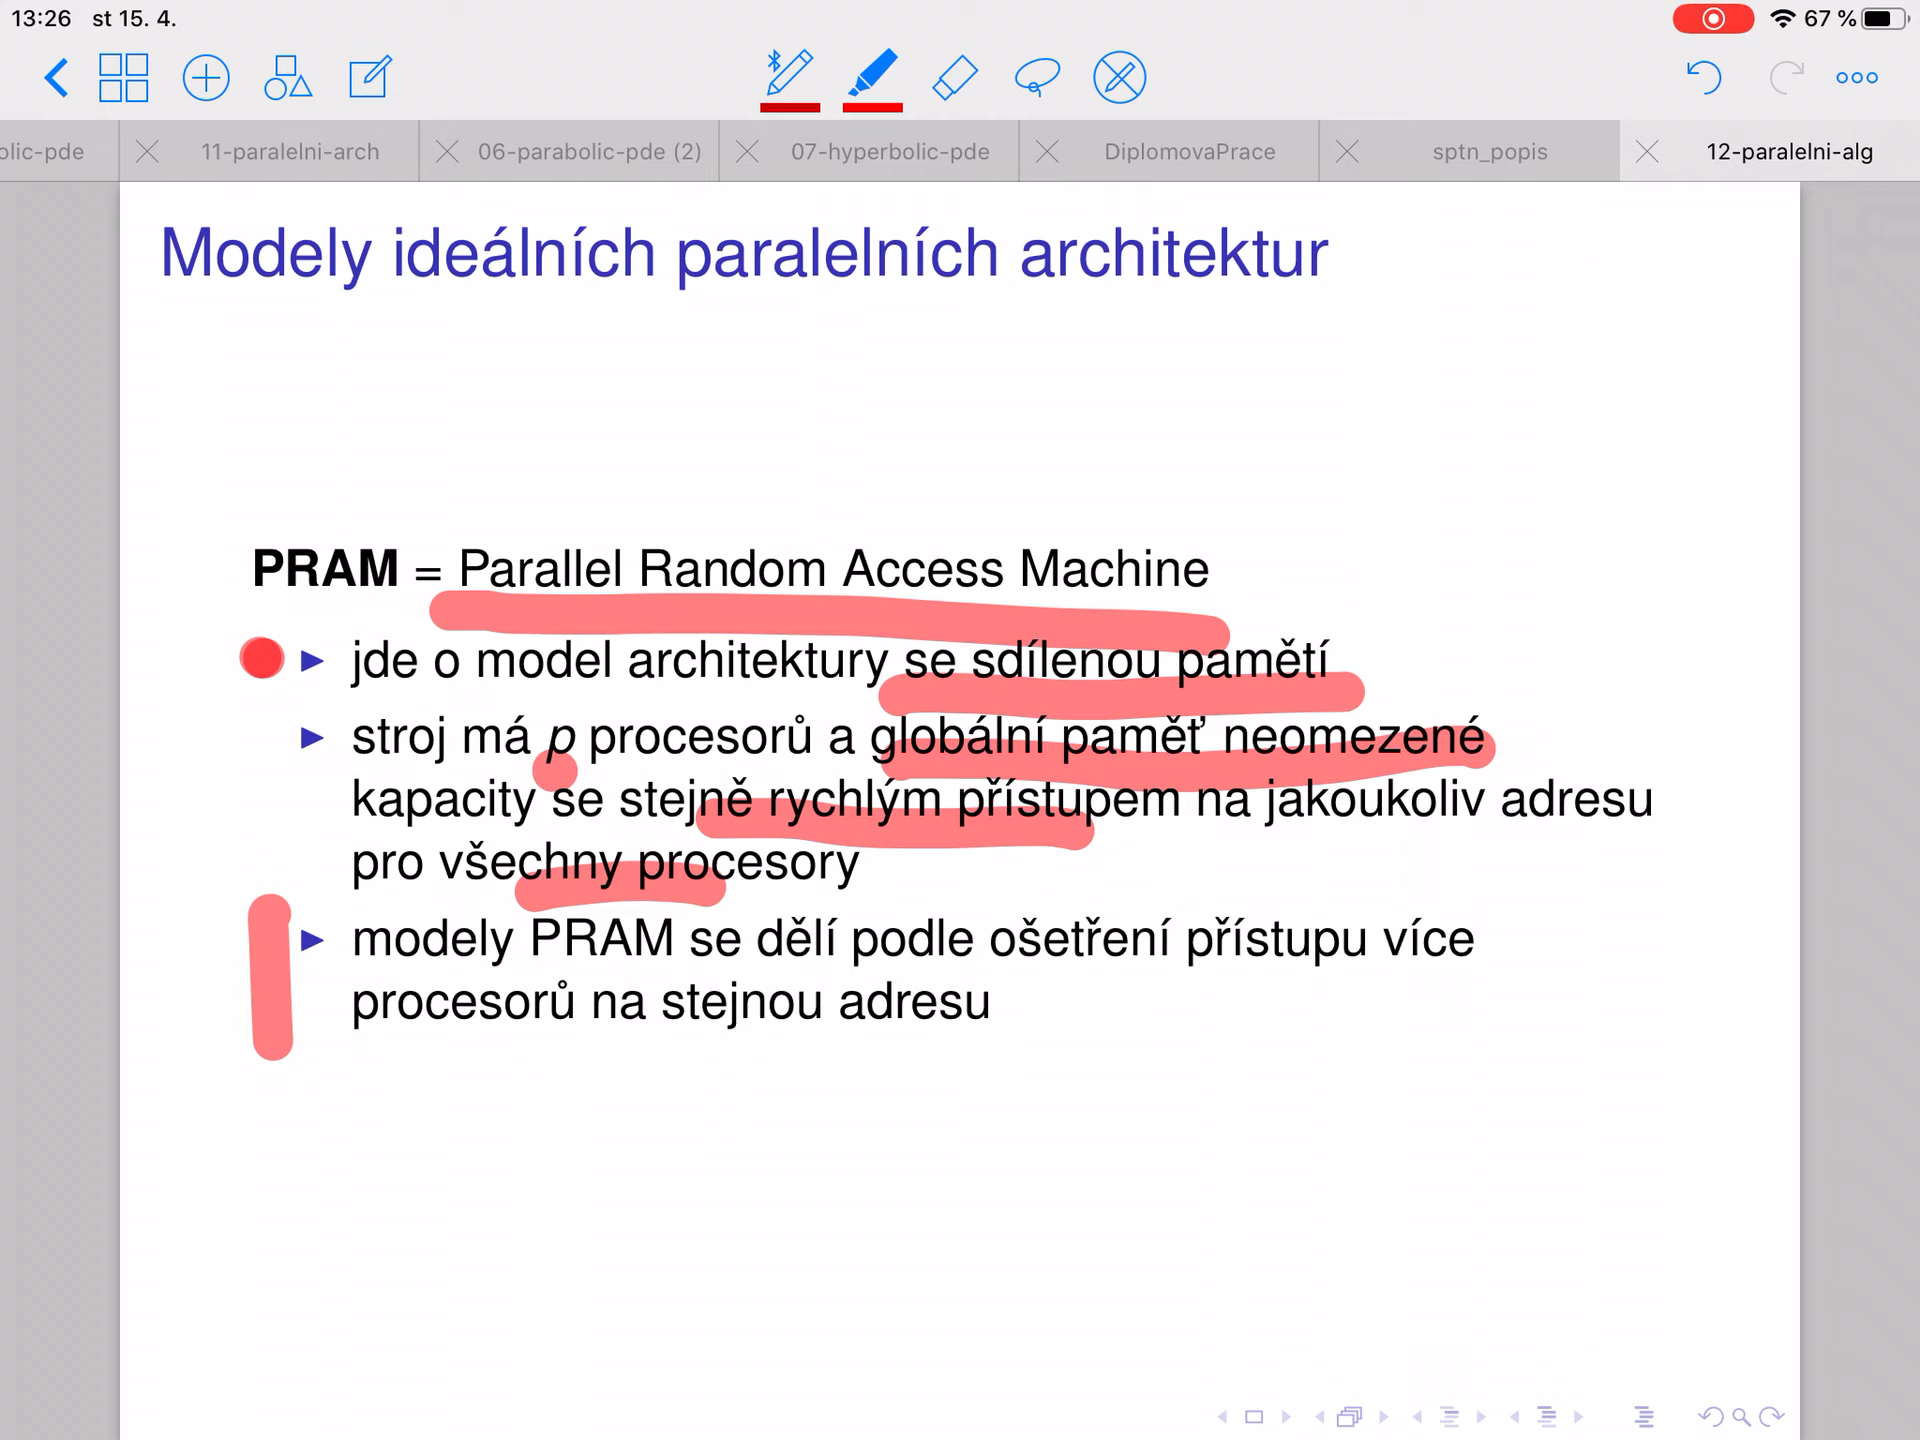 13:26 st 15. 4. 67 %
olic-pde 11-paralelni-arch 06-parabolic-pde (2) 07-hyperbolic-pde DiplomovaPrace sptn_popis 12-paralelni-alg
Modely ideálních paralelních architektur
PRAM = Parallel Random Access Machine
jde o model architektury se sdílenou pamětí
stroj má p procesorů a globální paměť neomezené
kapacity se stejně rychlým přístupem na jakoukoliv adresu
pro všechny procesory
modely PRAM se dělí podle ošetření přístupu více
procesorů na stejnou adresu